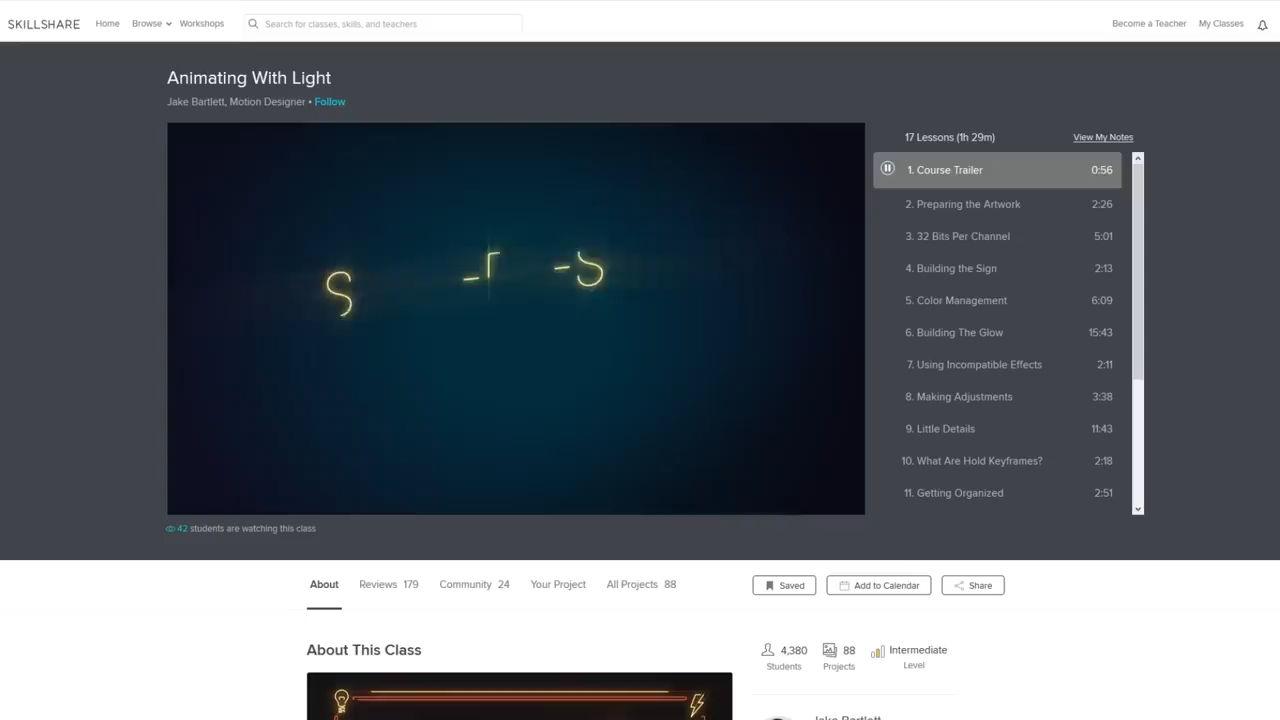 SKILLSHARE Home Browse Workshops Search for classes, skills, and teachers Become a Teacher My Classes
Animating With Light
Jake Bartlett, Motion Designer • Follow
17 Lessons (1h 29m) View My Notes
1. Course Trailer 0:56
2. Preparing the Artwork 2:26
3. 32 Bits Per Channel 5:01
4. Building the Sign 2:13
5. Color Management 6:09
6. Building The Glow 15:43
7. Using Incompatible Effects 2:11
8. Making Adjustments 3:38
9. Little Details 11:43
10. What Are Hold Keyframes? 2:18
11. Getting Organized 2:51
42 students are watching this class
About Reviews 179 Community 24 Your Project All Projects 88 Saved Add to Calendar Share
About This Class
4,380 88 Intermediate
Students Projects Level
Jake Bartlett